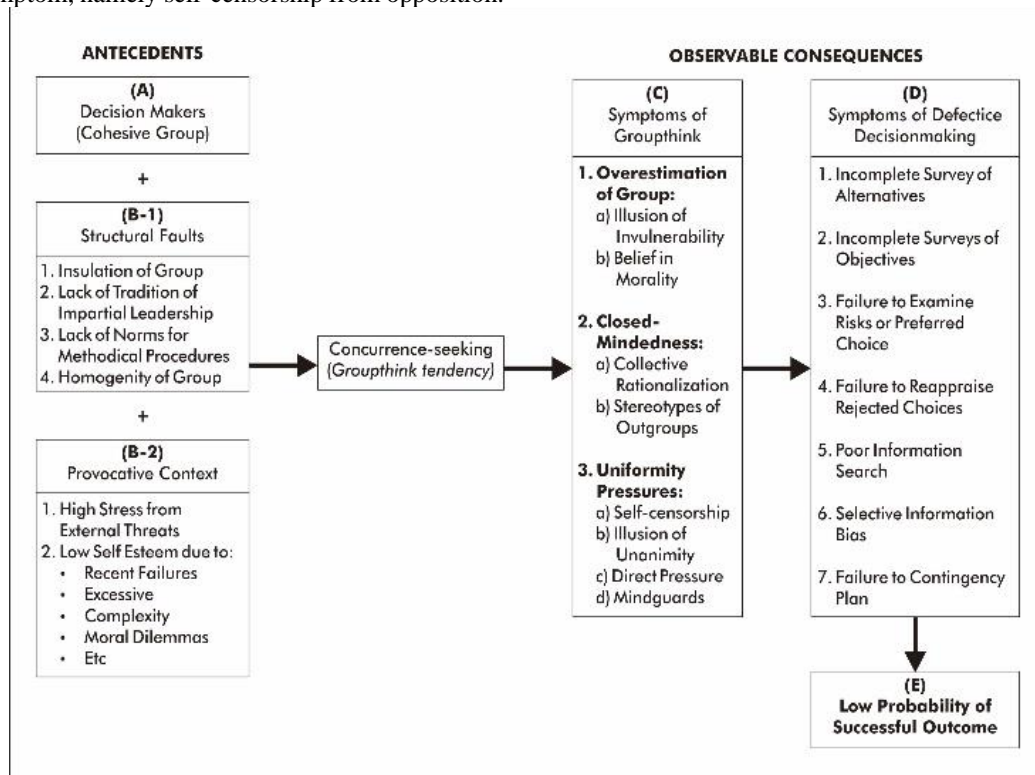 namely self-censorship from opposition.
ANTECEDENTS
(A)
Decision Makers
(Cohesive Group)
+
(B-1)
Structural Faults
1. Insulation of Group
2. Lack of Tradition of
Impartial Leadership
3. Lack of Norms for
Methodical Procedures
4. Homogenity of Group
+
(B-2)
Provocative Context
1. High Stress from
External Threats
2. Low Self Esteem due to:
• Recent Failures
• Excessive
• Complexity
• Moral Dilemmas
• Etc
Concurrence-seeking
(Groupthink tendency)
OBSERVABLE CONSEQUENCES
(C)
Symptoms of
Groupthink
1. Overestimation
of Group:
a) Illusion of
Invulnerability
b) Belief in
Morality
2. Closed-
Mindedness:
a) Collective
Rationalization
b) Stereotypes of
Outgroups
3. Uniformity
Pressures:
a) Self-censorship
b) Illusion of
Unanimity
c) Direct Pressure
d) Mindguards
(D)
Symptoms of Defectice
Decisionmaking
1. Incomplete Survey of
Alternatives
2. Incomplete Surveys of
Objectives
3. Failure to Examine
Risks or Preferred
Choice
4. Failure to Reappraise
Rejected Choices
5. Poor Information
Search
6. Selective Information
Bias
7. Failure to Contingency
Plan
(E)
Low Probability of
Successful Outcome